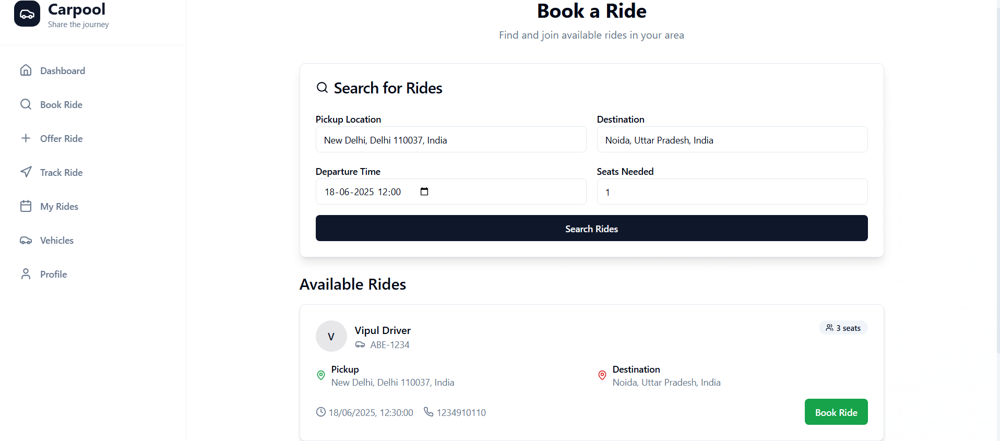 Carpool
Share the journey
Dashboard
Book Ride
Offer Ride
Track Ride
My Rides
Vehicles
Profile
Book a Ride
Find and join available rides in your area
Search for Rides
Pickup Location
New Delhi, Delhi 110037, India
Destination
Noida, Uttar Pradesh, India
Departure Time
18-06-2025 12:00
Seats Needed
1
Search Rides
Available Rides
V
Vipul Driver
ABE-1234
3 seats
Pickup
New Delhi, Delhi 110037, India
Destination
Noida, Uttar Pradesh, India
18/06/2025, 12:30:00
1234910110
Book Ride